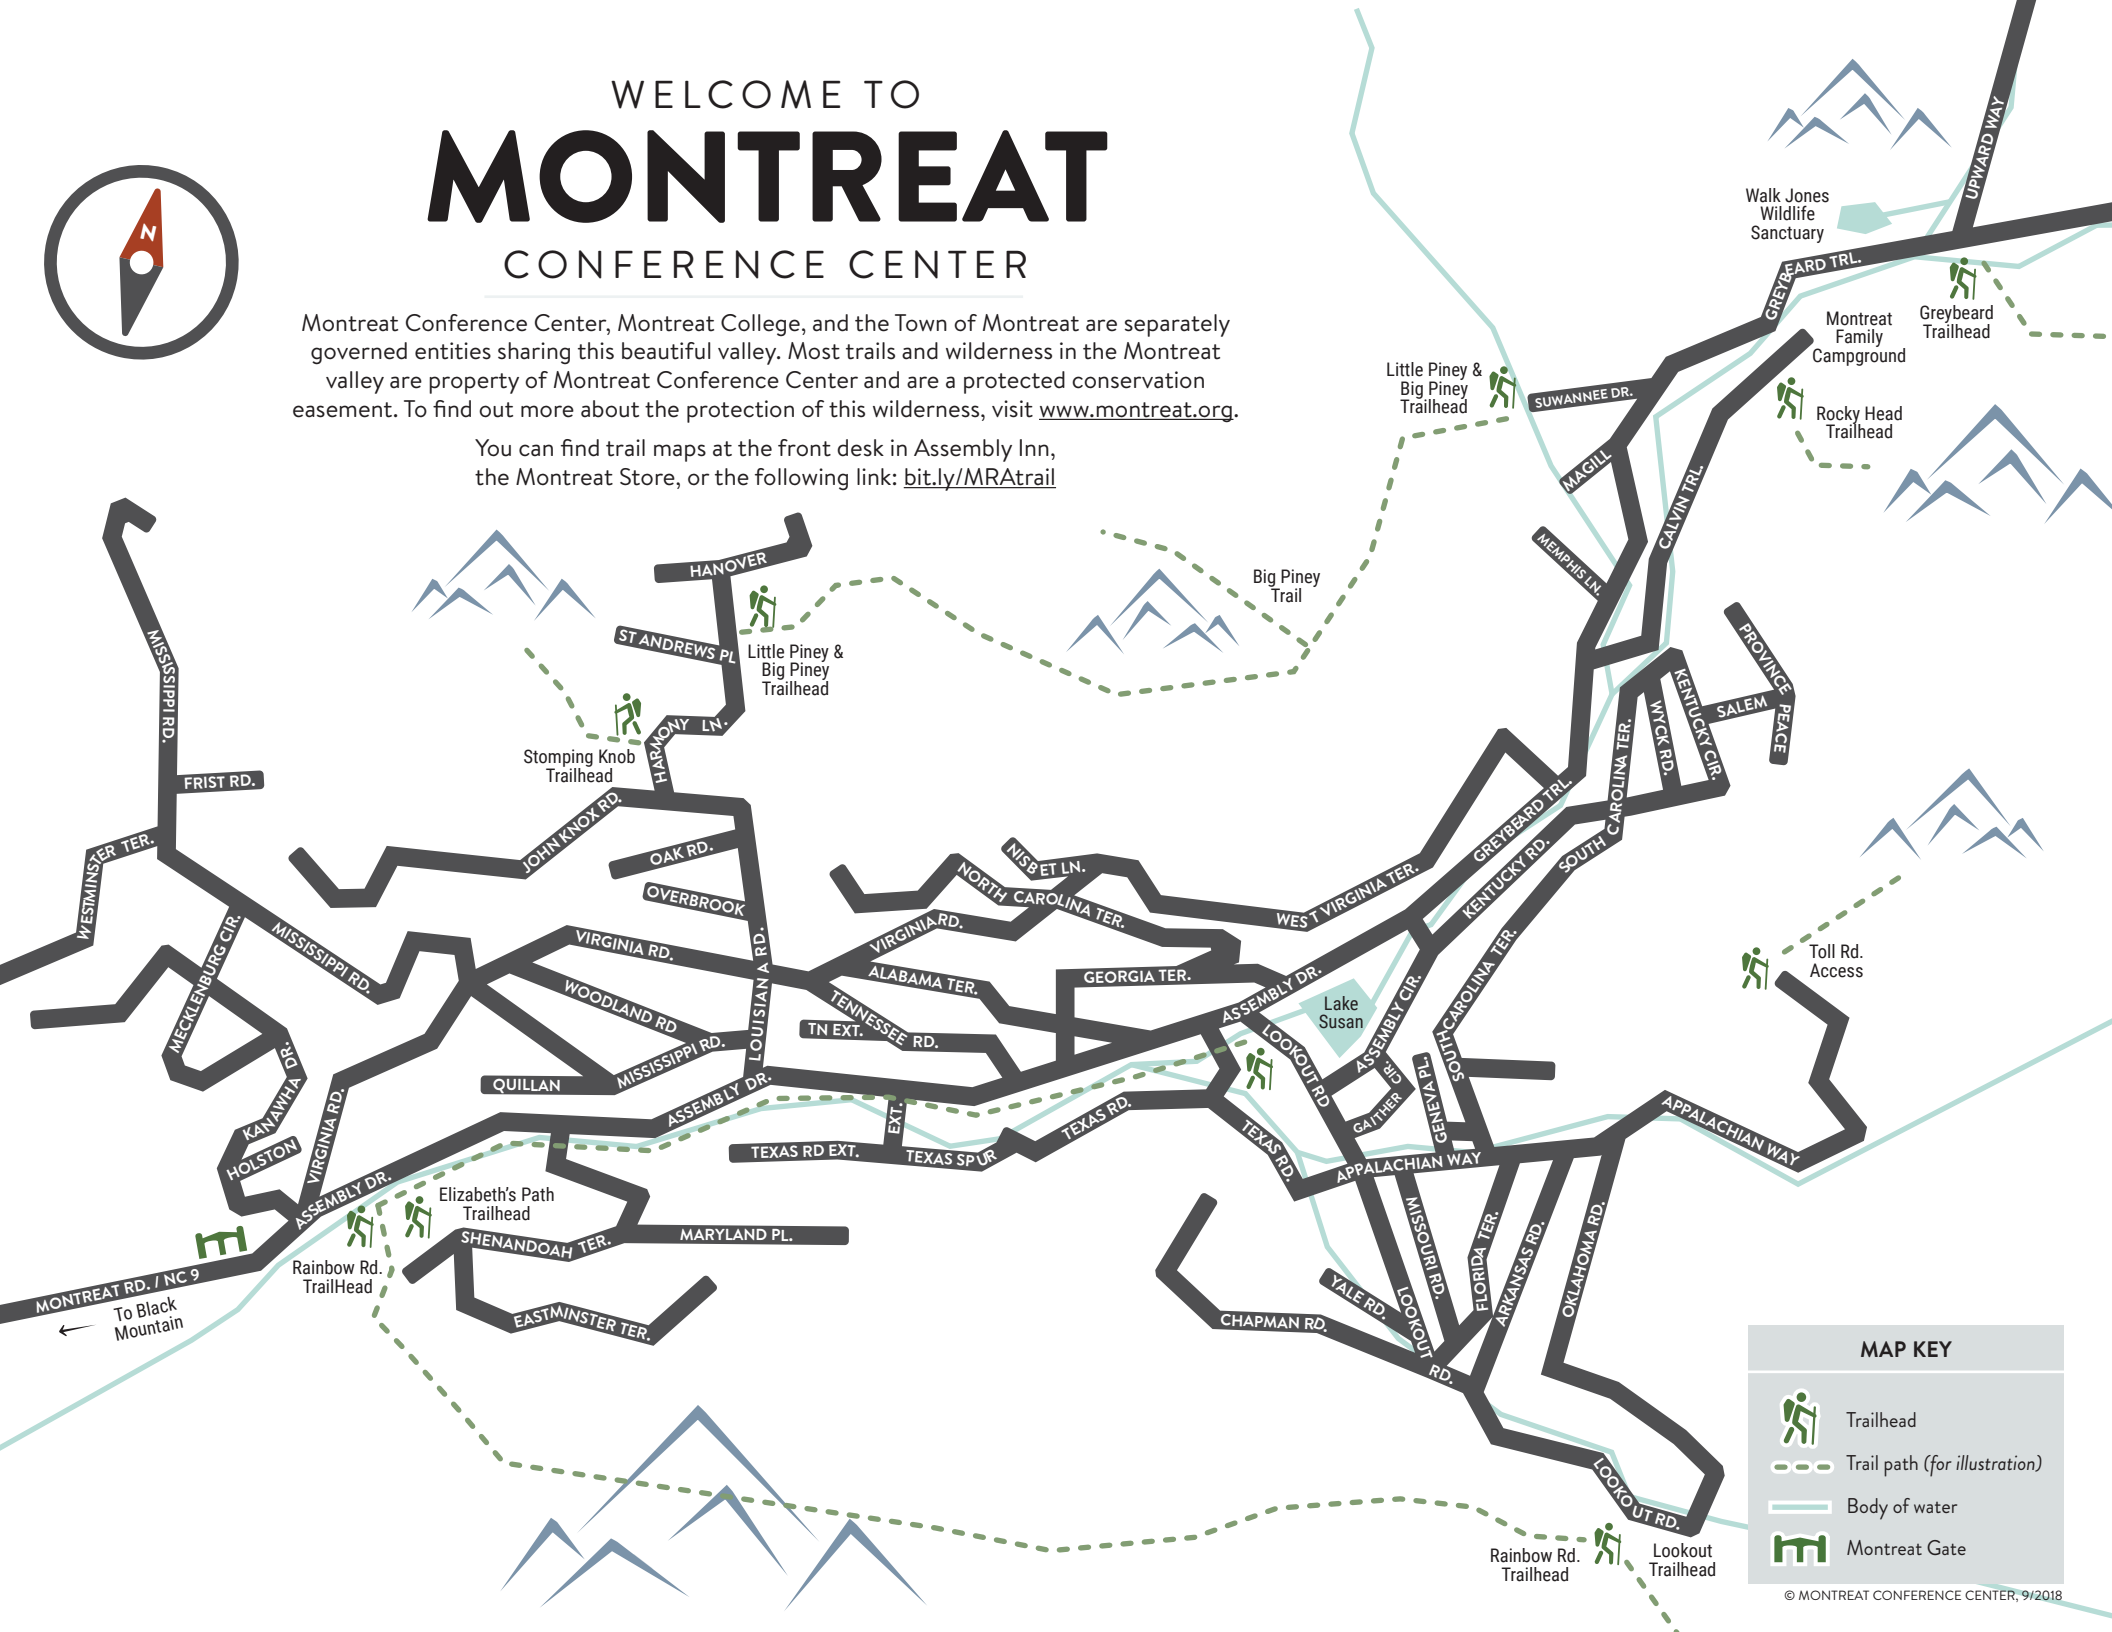 WELCOME TO
MONTREAT
CONFERENCE CENTER
Montreat Conference Center, Montreat College, and the Town of Montreat are separately
governed entities sharing this beautiful valley. Most trails and wilderness in the Montreat
valley are property of Montreat Conference Center and are a protected conservation
easement. To find out more about the protection of this wilderness, visit www.montreat.org.
You can find trail maps at the front desk in Assembly Inn,
the Montreat Store, or the following link: bit.ly/MRAtrail
N
UPWARD WAY
Walk Jones
Wildlife
Sanctuary
GREYBEARD TRL.
Greybeard
Trailhead
Montreat
Family
Campground
Rocky Head
Trailhead
Little Piney &
Big Piney
Trailhead
SUWANNEE DR.
MAGILL
CALVIN TRL.
MEMPHIS LN.
Big Piney
Trail
HANOVER
ST ANDREWS PL
Little Piney &
Big Piney
Trailhead
HARMONY LN.
Stomping Knob
Trailhead
MISSISSIPPI RD.
FRIST RD.
WESTMINSTER TER.
JOHN KNOX RD.
OAK RD.
OVERBROOK
MECKLENBURG CIR.
MISSISSIPPI RD.
VIRGINIA RD.
WOODLAND RD
LOUISIANA RD.
MISSISSIPPI RD.
QUILLAN
NISBET LN.
NORTH CAROLINA TER.
VIRGINIA RD.
ALABAMA TER.
GEORGIA TER.
TENNESSEE RD.
TN EXT.
WEST VIRGINIA TER.
GREYBEARD TRL.
KENTUCKY RD.
SOUTH CAROLINA TER.
WYCK RD.
KENTUCKY CIR.
SALEM
PROVINCE
PEACE
Toll Rd.
Access
ASSEMBLY DR.
Lake
Susan
ASSEMBLY CIR.
SOUTH CAROLINA TER.
LOOKOUT RD
GAITHER CIR.
GENEVA PL.
KANAWHA DR.
HOLSTON
VIRGINIA RD.
ASSEMBLY DR.
ASSEMBLY DR.
EXT.
TEXAS RD EXT.
TEXAS SPUR
TEXAS RD.
TEXAS RD.
APPALACHIAN WAY
APPALACHIAN WAY
Elizabeth's Path
Trailhead
Rainbow Rd.
TrailHead
SHENANDOAH TER.
MARYLAND PL.
EASTMINSTER TER.
MONTREAT RD. / NC 9
To Black
Mountain
MISSOURI RD.
FLORIDA TER.
ARKANSAS RD.
OKLAHOMA RD.
YALE RD.
CHAPMAN RD.
LOOKOUT RD.
LOOKOUT RD.
Rainbow Rd.
Trailhead
Lookout
Trailhead
MAP KEY
Trailhead
Trail path (for illustration)
Body of water
Montreat Gate
© MONTREAT CONFERENCE CENTER, 9/2018